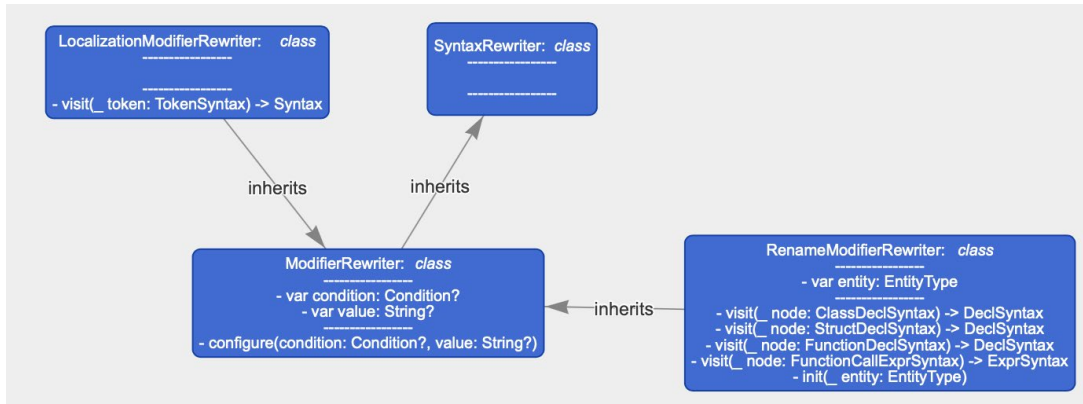 LocalizationModifierRewriter: class
-----------------
-----------------
- visit(_ token: TokenSyntax) -> Syntax
SyntaxRewriter: class
-----------------
-----------------
inherits
inherits
ModifierRewriter: class
-----------------
- var condition: Condition?
- var value: String?
-----------------
- configure(condition: Condition?, value: String?)
inherits
RenameModifierRewriter: class
-----------------
- var entity: EntityType
-----------------
- visit(_ node: ClassDeclSyntax) -> DeclSyntax
- visit(_ node: StructDeclSyntax) -> DeclSyntax
- visit(_ node: FunctionDeclSyntax) -> DeclSyntax
- visit(_ node: FunctionCallExprSyntax) -> ExprSyntax
- init(_ entity: EntityType)